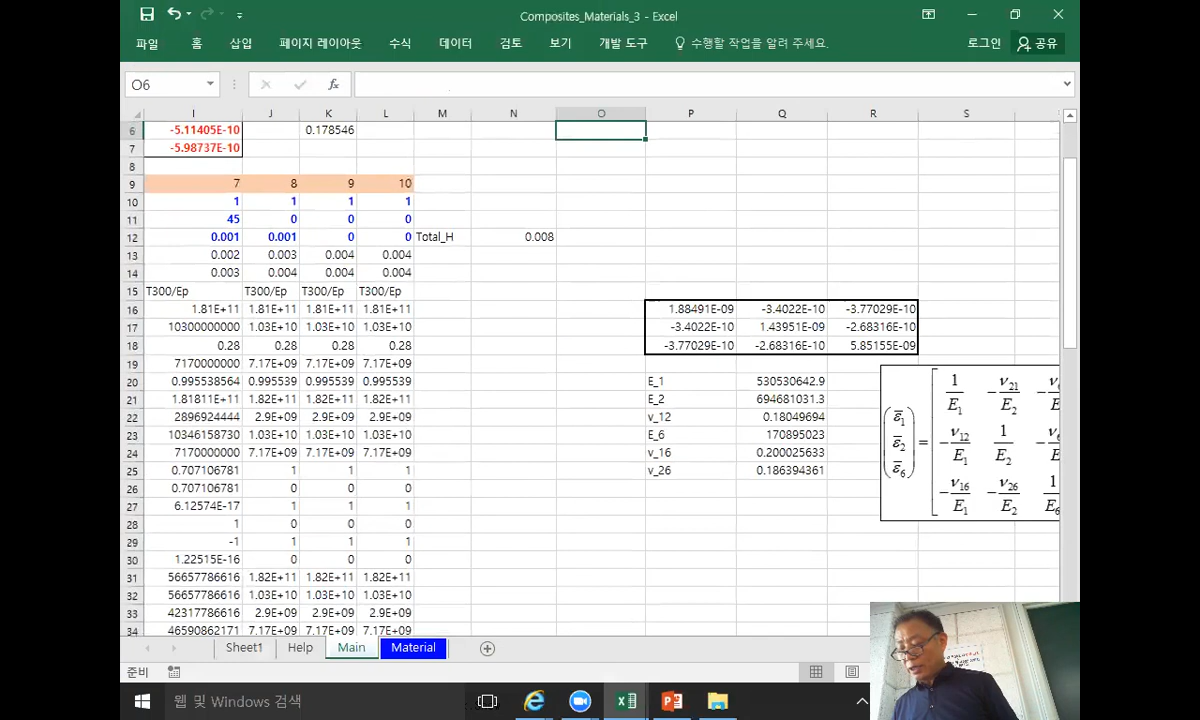 Composites_Materials_3 - Excel
파일 홈 삽입 페이지 레이아웃 수식 데이터 검토 보기 개발 도구 수행할 작업을 알려 주세요. 로그인 공유
O6 fx
I J K L M N O P Q R S
6 -5.11405E-10 0.178546
7 -5.98737E-10
8
9 7 8 9 10
10 1 1 1 1
11 45 0 0 0
12 0.001 0.001 0 0 Total_H 0.008
13 0.002 0.003 0.004 0.004
14 0.003 0.004 0.004 0.004
15 T300/Ep T300/Ep T300/Ep T300/Ep
16 1.81E+11 1.81E+11 1.81E+11 1.81E+11 1.88491E-09 -3.4022E-10 -3.77029E-10
17 10300000000 1.03E+10 1.03E+10 1.03E+10 -3.4022E-10 1.43951E-09 -2.68316E-10
18 0.28 0.28 0.28 0.28 -3.77029E-10 -2.68316E-10 5.85155E-09
19 7170000000 7.17E+09 7.17E+09 7.17E+09
20 0.995538564 0.995539 0.995539 0.995539 E_1 530530642.9
21 1.81811E+11 1.82E+11 1.82E+11 1.82E+11 E_2 694681031.3
22 2896924444 2.9E+09 2.9E+09 2.9E+09 v_12 0.18049694
23 10346158730 1.03E+10 1.03E+10 1.03E+10 E_6 170895023
24 7170000000 7.17E+09 7.17E+09 7.17E+09 v_16 0.200025633
25 0.707106781 1 1 1 v_26 0.186394361
26 0.707106781 0 0 0
27 6.12574E-17 1 1 1
28 1 0 0 0
29 -1 1 1 1
30 1.22515E-16 0 0 0
31 56657786616 1.82E+11 1.82E+11 1.82E+11
32 56657786616 1.03E+10 1.03E+10 1.03E+10
33 42317786616 2.9E+09 2.9E+09 2.9E+09
34 46590862171 7.17E+09 7.17E+09 7.17E+09
ε̄1 1/E1 -ν21/E2
ε̄2 = -ν12/E1 1/E2
ε̄6 -ν16/E1 -ν26/E2 1/E6
Sheet1 Help Main Material
준비
웹 및 Windows 검색